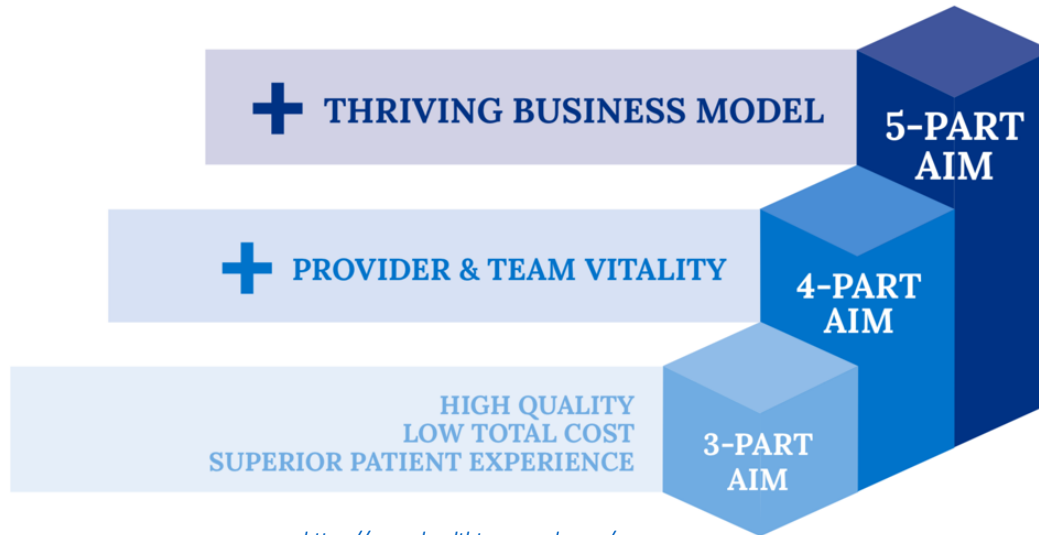 + THRIVING BUSINESS MODEL
5-PART
AIM
+ PROVIDER & TEAM VITALITY
4-PART
AIM
HIGH QUALITY
LOW TOTAL COST
SUPERIOR PATIENT EXPERIENCE
3-PART
AIM